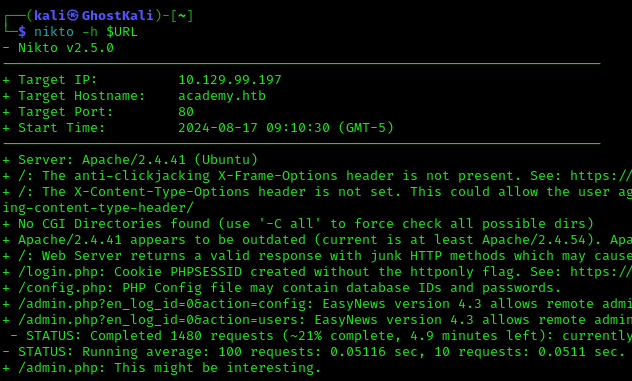 ┌──(kali㉿GhostKali)-[~]
└─$ nikto -h $URL
- Nikto v2.5.0
---------------------------------------------------------------------------
+ Target IP:          10.129.99.197
+ Target Hostname:    academy.htb
+ Target Port:        80
+ Start Time:         2024-08-17 09:10:30 (GMT-5)
---------------------------------------------------------------------------
+ Server: Apache/2.4.41 (Ubuntu)
+ /: The anti-clickjacking X-Frame-Options header is not present. See: https://
+ /: The X-Content-Type-Options header is not set. This could allow the user ag
ing-content-type-header/
+ No CGI Directories found (use '-C all' to force check all possible dirs)
+ Apache/2.4.41 appears to be outdated (current is at least Apache/2.4.54). Apa
+ /: Web Server returns a valid response with junk HTTP methods which may cause
+ /login.php: Cookie PHPSESSID created without the httponly flag. See: https://
+ /config.php: PHP Config file may contain database IDs and passwords.
+ /admin.php?en_log_id=0&action=config: EasyNews version 4.3 allows remote admi
+ /admin.php?en_log_id=0&action=users: EasyNews version 4.3 allows remote admin
 - STATUS: Completed 1480 requests (~21% complete, 4.9 minutes left): currently
- STATUS: Running average: 100 requests: 0.05116 sec, 10 requests: 0.0511 sec.
+ /admin.php: This might be interesting.